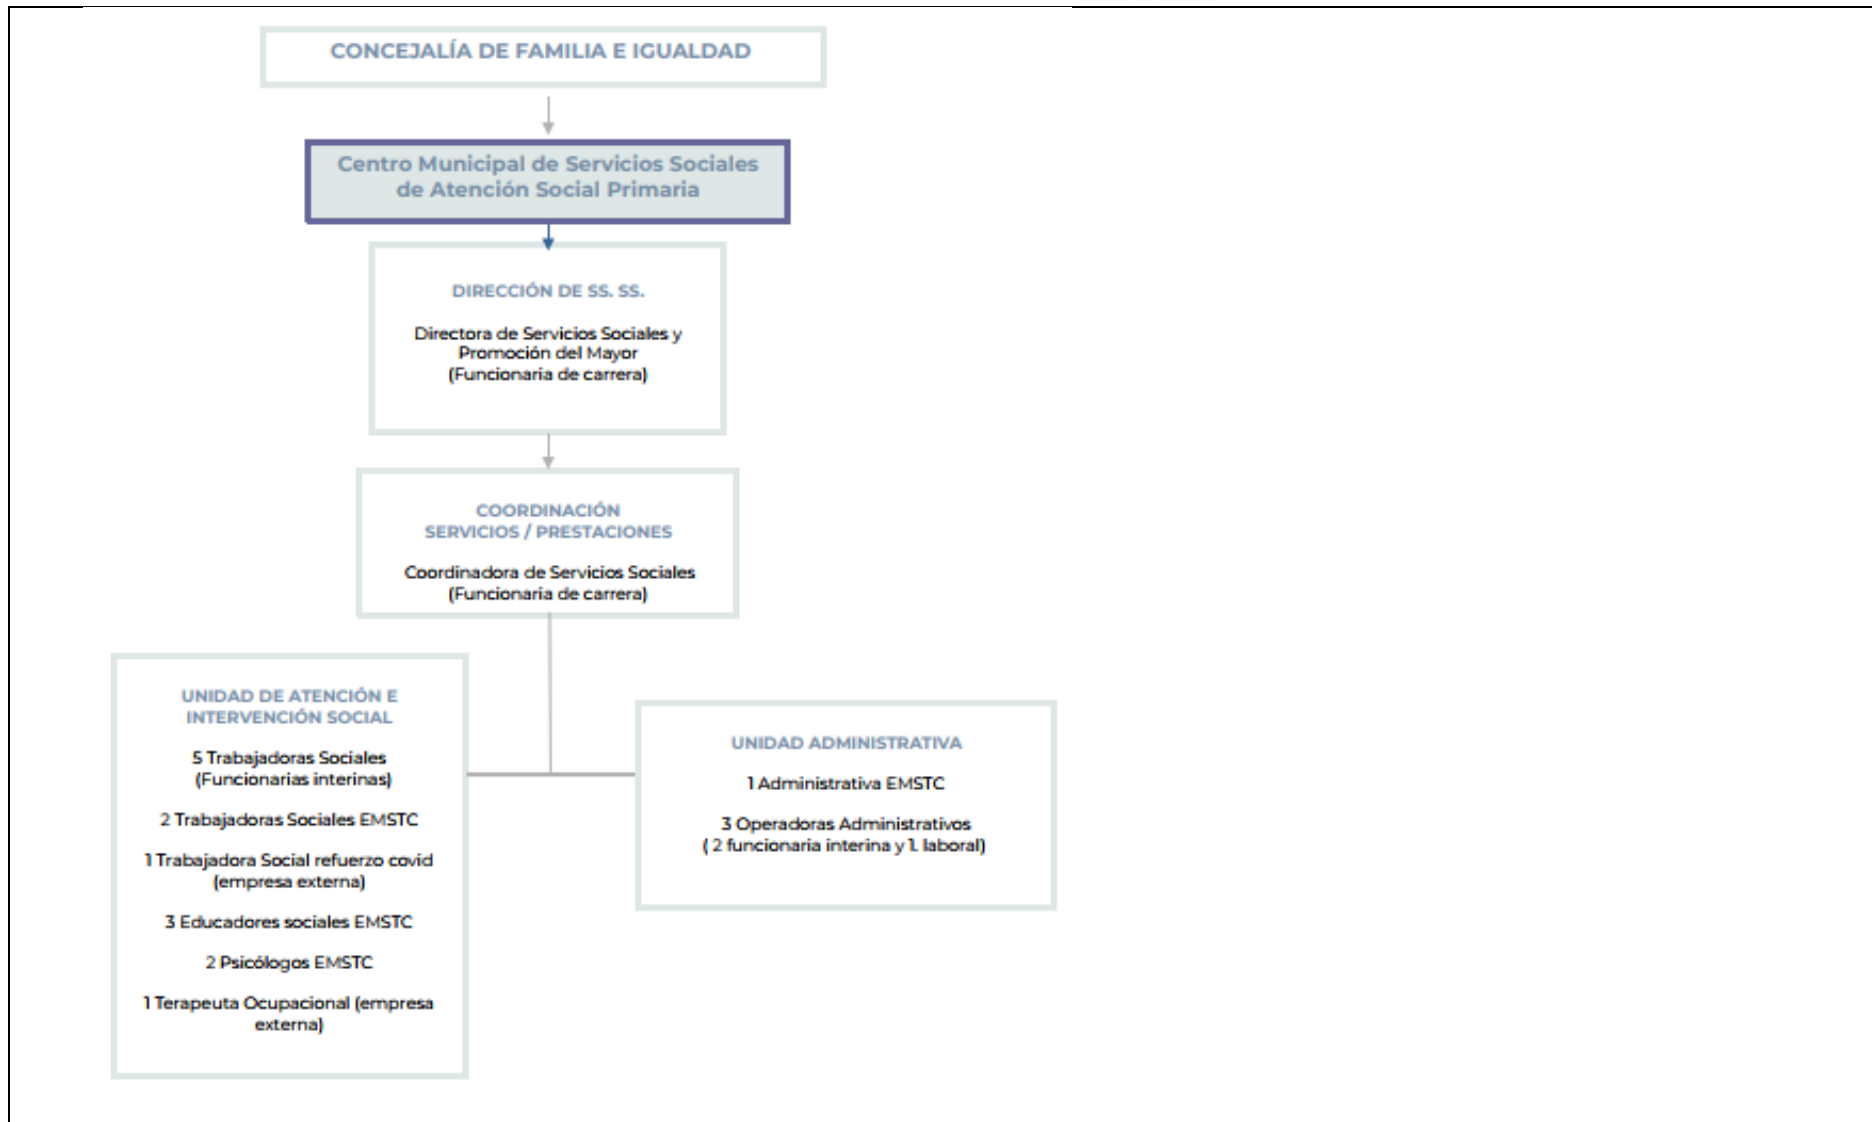 CONCEJALÍA DE FAMILIA E IGUALDAD
Centro Municipal de Servicios Sociales
de Atención Social Primaria
DIRECCIÓN DE SS. SS.
Directora de Servicios Sociales y
Promoción del Mayor
(Funcionaria de carrera)
COORDINACIÓN
SERVICIOS / PRESTACIONES
Coordinadora de Servicios Sociales
(Funcionaria de carrera)
UNIDAD DE ATENCIÓN E
INTERVENCIÓN SOCIAL
5 Trabajadoras Sociales
(Funcionarias interinas)
2 Trabajadoras Sociales EMSTC
1 Trabajadora Social refuerzo covid
(empresa externa)
3 Educadores sociales EMSTC
2 Psicólogos EMSTC
1 Terapeuta Ocupacional (empresa
externa)
UNIDAD ADMINISTRATIVA
1 Administrativa EMSTC
3 Operadoras Administrativos
( 2 funcionaria interina y 1. laboral)